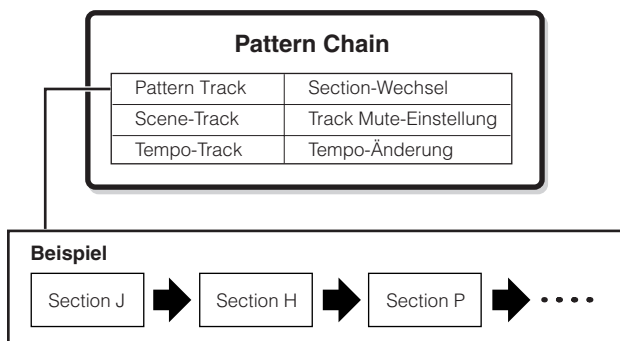 Pattern Chain
Pattern Track Section-Wechsel
Scene-Track Track Mute-Einstellung
Tempo-Track Tempo-Änderung
Beispiel
Section J Section H Section P